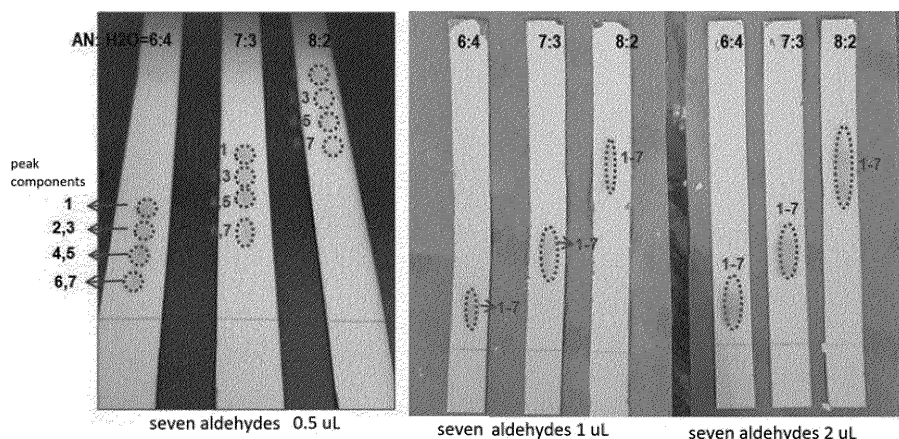 AN: H2O=6:4 7:3 8:2
3
5
7
1
3
,5
,7
peak
components
1
2,3
4,5
6,7
seven aldehydes 0.5 uL
6:4 7:3 8:2
1-7
1-7
1-7
seven aldehydes 1 uL
6:4 7:3 8:2
1-7
1-7
1-7
seven aldehydes 2 uL